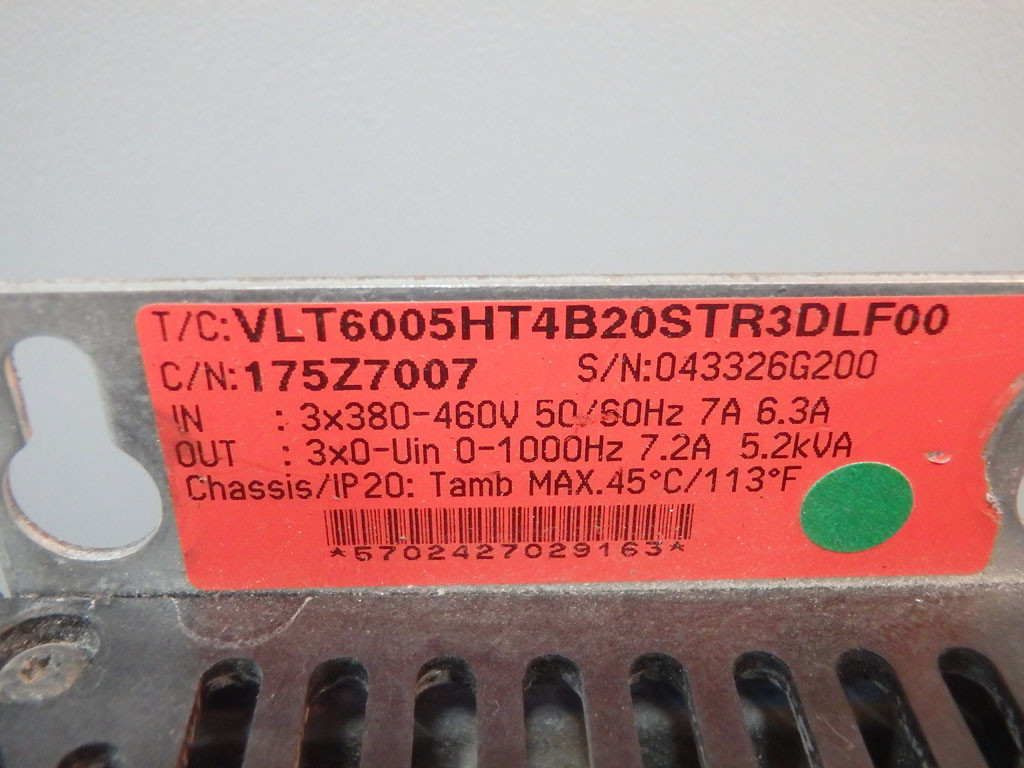 T/C:VLT6005HT4B20STR3DLF00
C/N:175Z7007 S/N:043326G200
IN : 3x380-460V 50/60Hz 7A 6.3A
OUT : 3x0-Uin 0-1000Hz 7.2A 5.2kVA
Chassis/IP20: Tamb MAX.45°C/113°F
*5702427029163*